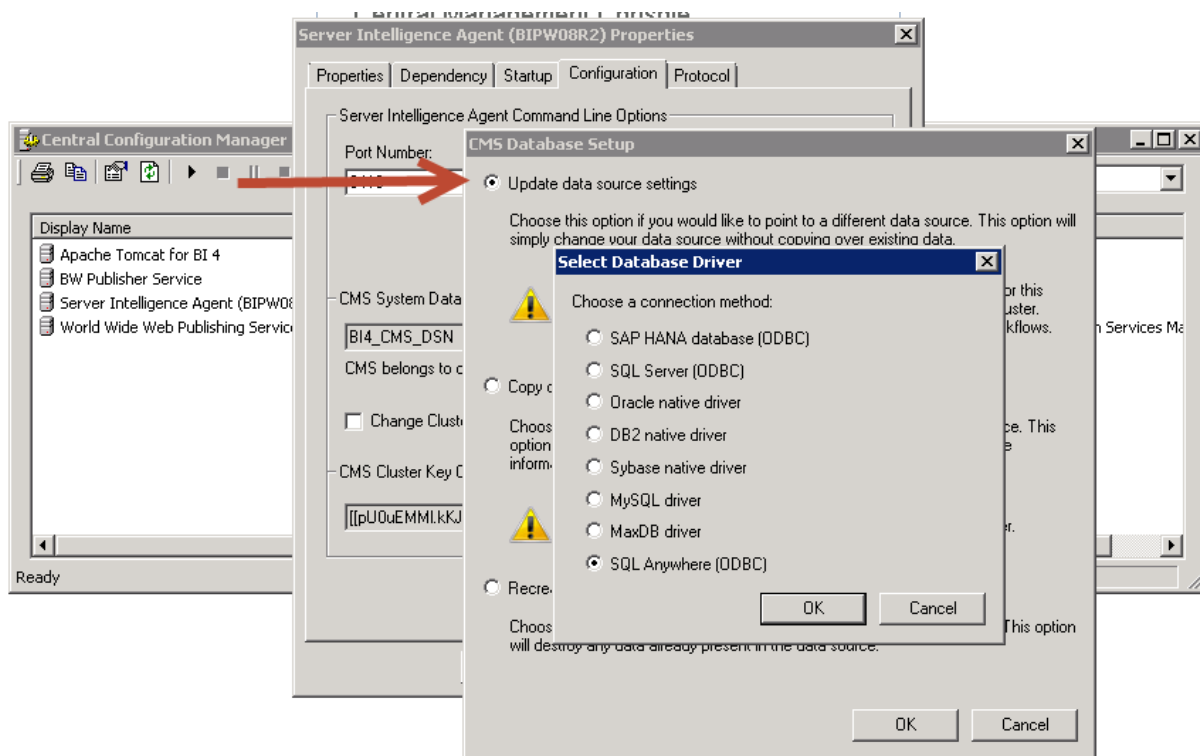 Central Management Console
Server Intelligence Agent (BIPW08R2) Properties
Properties
Dependency
Startup
Configuration
Protocol
Server Intelligence Agent Command Line Options
Port Number:
Central Configuration Manager
Display Name
Apache Tomcat for BI 4
BW Publisher Service
Server Intelligence Agent (BIPW08
World Wide Web Publishing Servic
Ready
CMS System Data
BI4_CMS_DSN
CMS belongs to c
Change Clust
CMS Cluster Key C
CMS Database Setup
Update data source settings
Choose this option if you would like to point to a different data source. This option will
simply change your data source without copying over existing data.
or this
uster.
kflows.
Copy
Choos
ce. This
option
inform
er.
Recre
Choos
This option
will destroy any data already present in the data source.
OK
Cancel
Select Database Driver
Choose a connection method:
SAP HANA database (ODBC)
SQL Server (ODBC)
Oracle native driver
DB2 native driver
Sybase native driver
MySQL driver
MaxDB driver
SQL Anywhere (ODBC)
OK
Cancel
n Services Ma